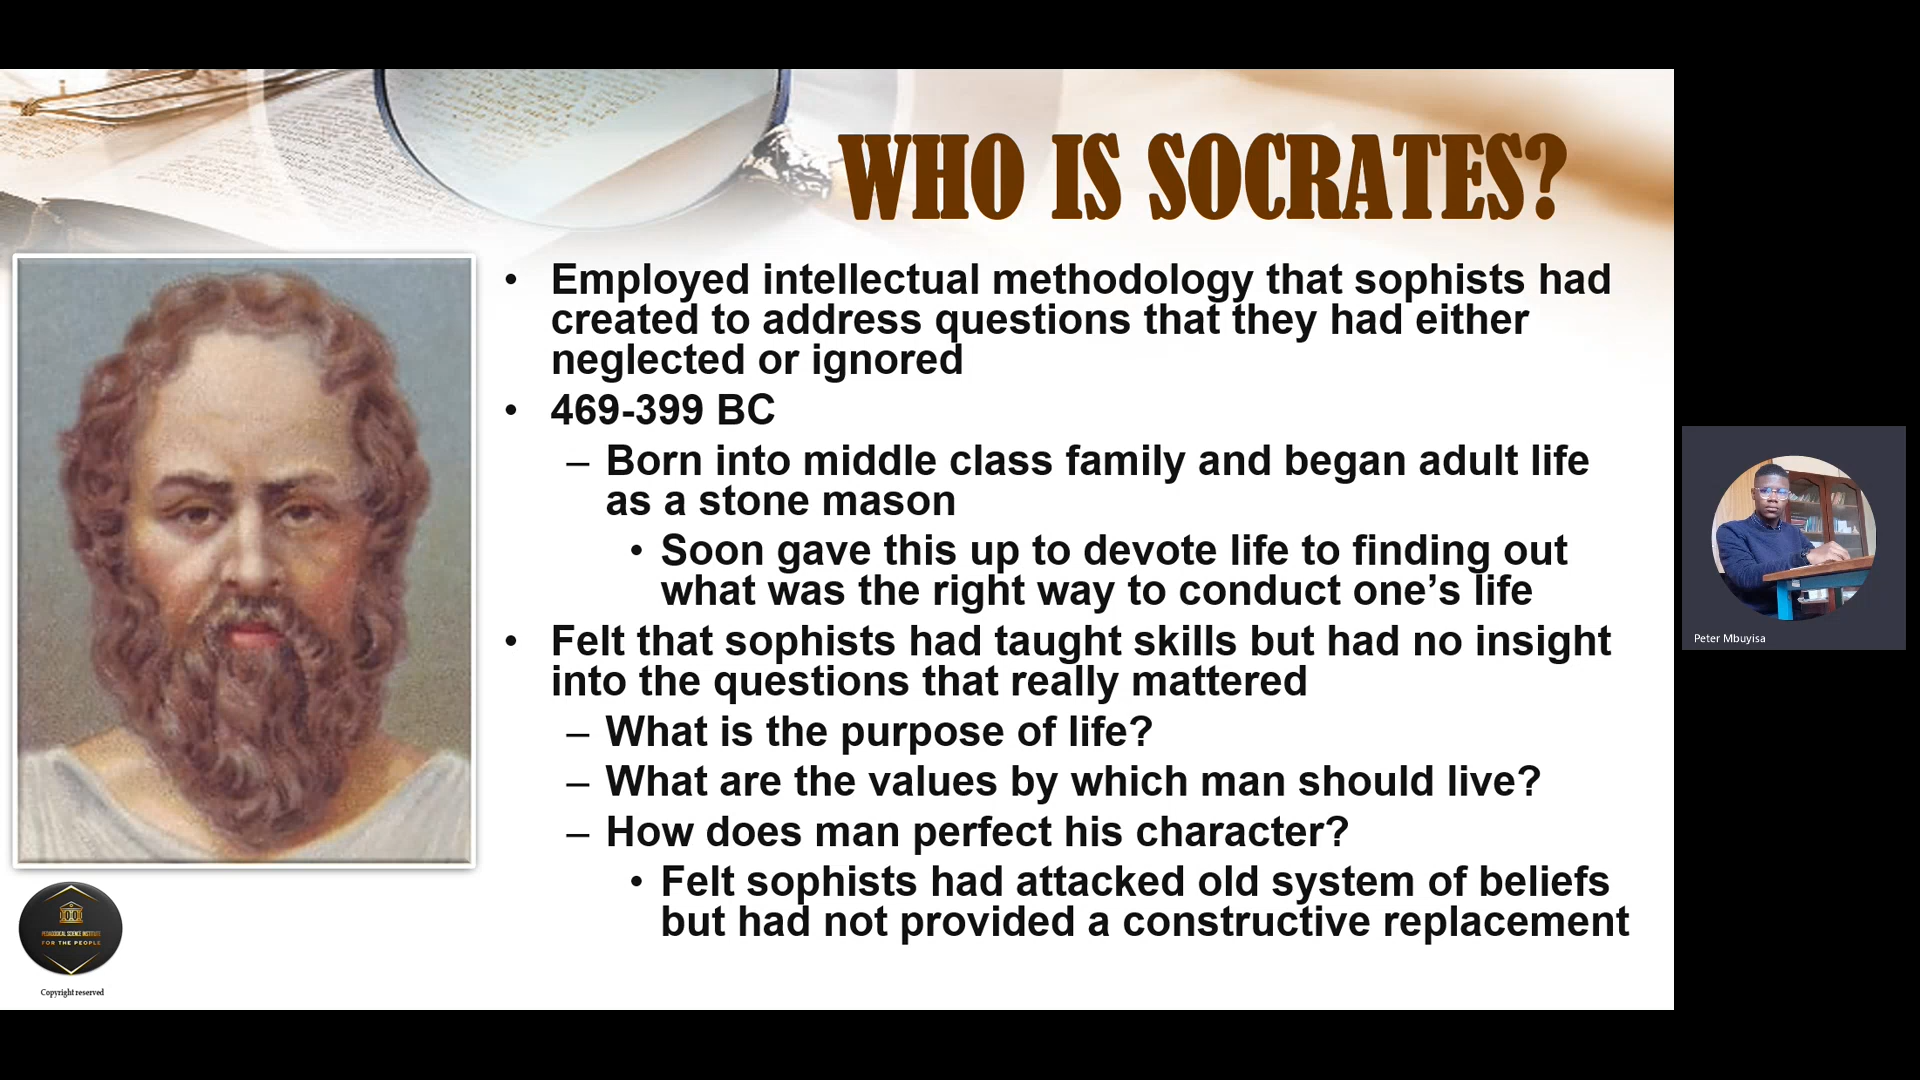 WHO IS SOCRATES?
• Employed intellectual methodology that sophists had
created to address questions that they had either
neglected or ignored
• 469-399 BC
– Born into middle class family and began adult life
as a stone mason
• Soon gave this up to devote life to finding out
what was the right way to conduct one’s life
• Felt that sophists had taught skills but had no insight
into the questions that really mattered
– What is the purpose of life?
– What are the values by which man should live?
– How does man perfect his character?
• Felt sophists had attacked old system of beliefs
but had not provided a constructive replacement
PEDAGOGICAL SCIENCE INSTITUTE
FOR THE PEOPLE
Copyright reserved
Peter Mbuyisa